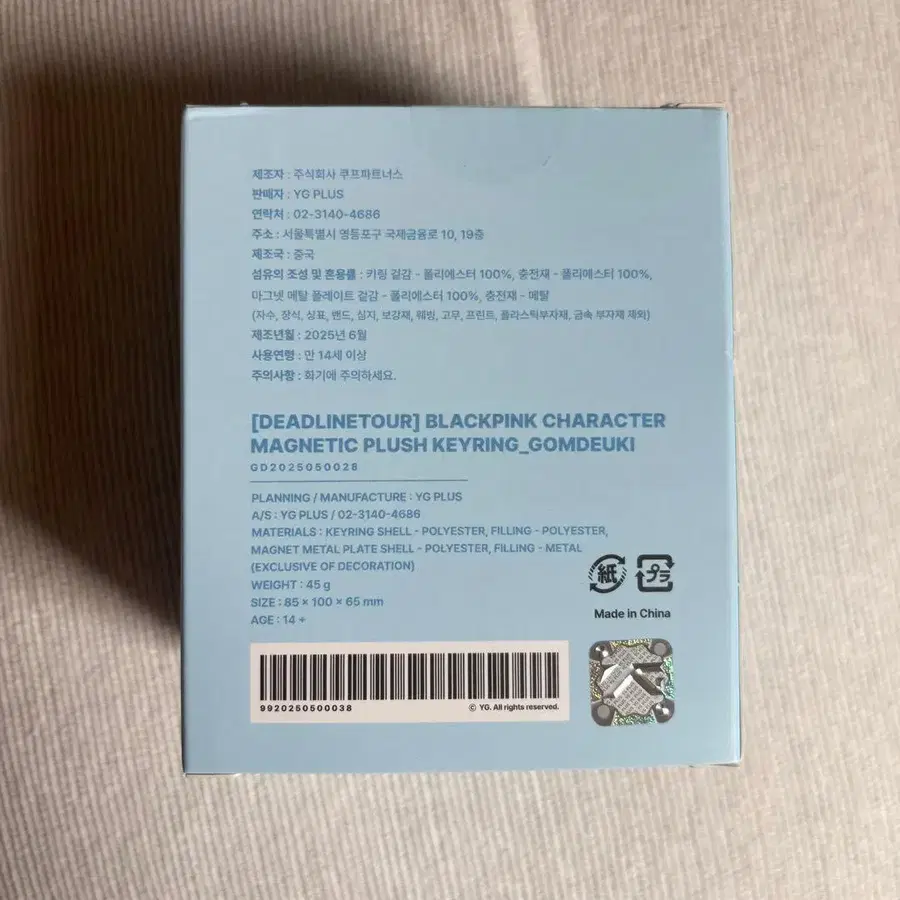 제조자 : 주식회사 쿠프파트너스
판매자 : YG PLUS
연락처 : 02-3140-4686
주소 : 서울특별시 영등포구 국제금융로 10, 19층
제조국 : 중국
섬유의 조성 및 혼용률 : 키링 겉감 - 폴리에스터 100%, 충전재 - 폴리에스터 100%,
마그넷 메탈 플레이트 겉감 - 폴리에스터 100%, 충전재 - 메탈
(자수, 장식, 심표, 밴드, 심지, 보강재, 웨빙, 고무, 프린트, 플라스틱부자재, 금속 부자재 제외)
제조년월 : 2025년 6월
사용연령 : 만 14세 이상
주의사항 : 화기에 주의하세요.
[DEADLINETOUR] BLACKPINK CHARACTER
MAGNETIC PLUSH KEYRING_GOMDEUKI
GD2025050028
PLANNING / MANUFACTURE : YG PLUS
A/S : YG PLUS / 02-3140-4686
MATERIALS : KEYRING SHELL - POLYESTER, FILLING - POLYESTER,
MAGNET METAL PLATE SHELL - POLYESTER, FILLING - METAL
(EXCLUSIVE OF DECORATION)
WEIGHT : 45 g
SIZE : 85 × 100 × 65 mm
AGE : 14 +
紙 プラ
Made in China
9920250500038
© YG. All rights reserved.